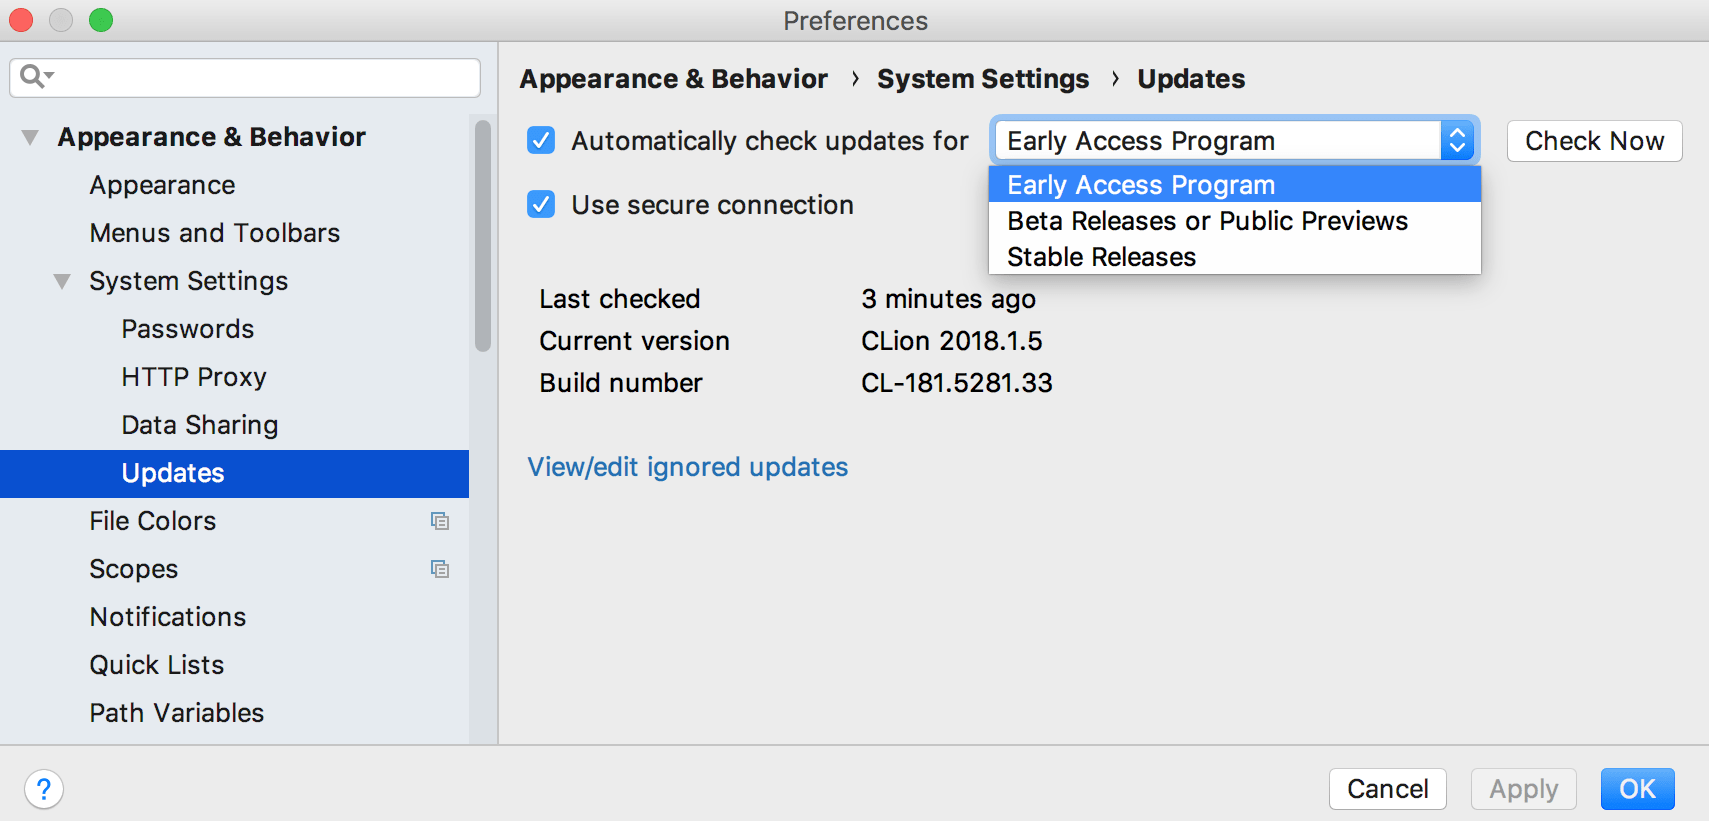 Preferences
Appearance & Behavior
Appearance
Menus and Toolbars
System Settings
Passwords
HTTP Proxy
Data Sharing
Updates
File Colors
Scopes
Notifications
Quick Lists
Path Variables
Appearance & Behavior › System Settings › Updates
Automatically check updates for Early Access Program Check Now
Early Access Program
Beta Releases or Public Previews
Stable Releases
Use secure connection
Last checked 3 minutes ago
Current version CLion 2018.1.5
Build number CL-181.5281.33
View/edit ignored updates
? Cancel Apply OK